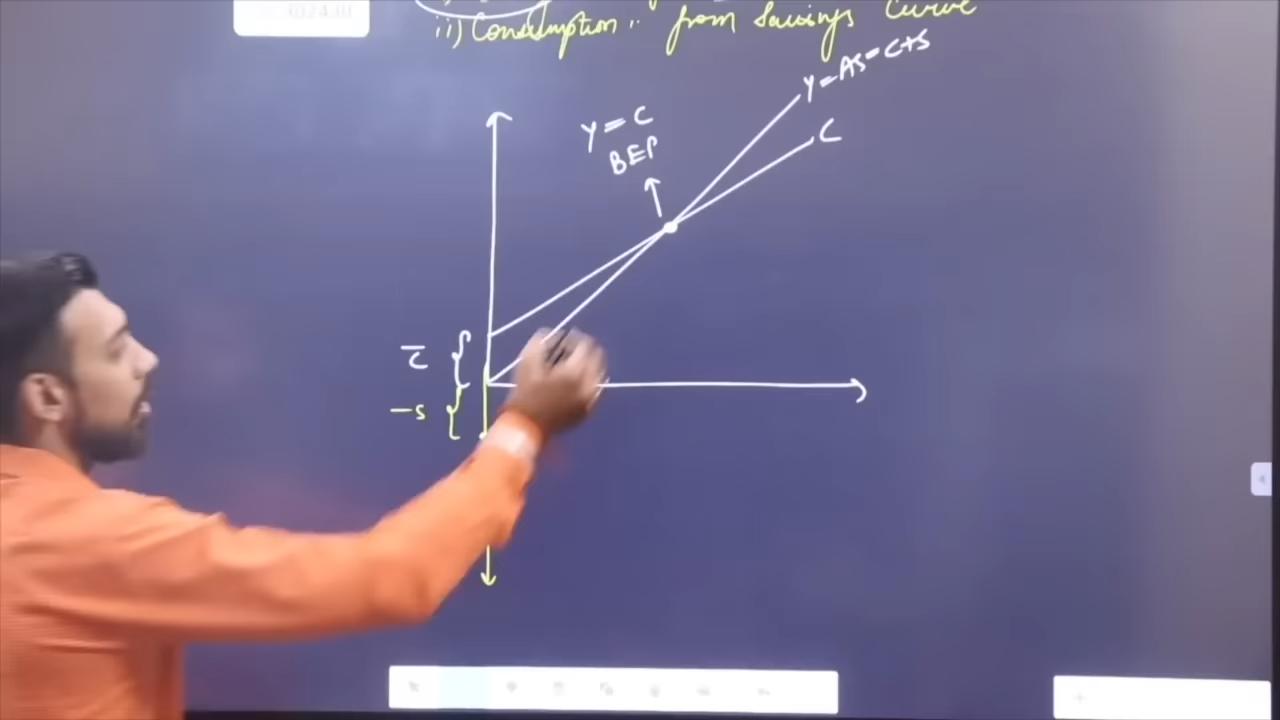 ii) Consumption " from Savings Curve
Y = AS = C+S
Y = C
BEP
C
C̅
-s